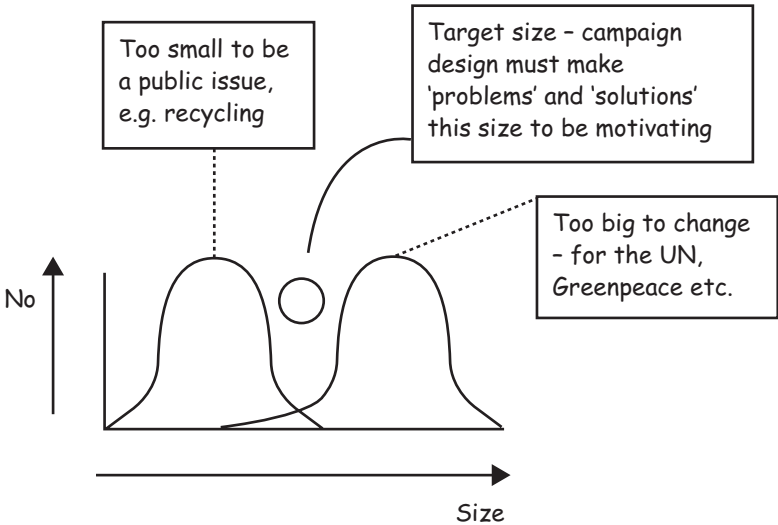 Too small to be
a public issue,
e.g. recycling
Target size – campaign
design must make
‘problems’ and ‘solutions’
this size to be motivating
Too big to change
– for the UN,
Greenpeace etc.
No
Size